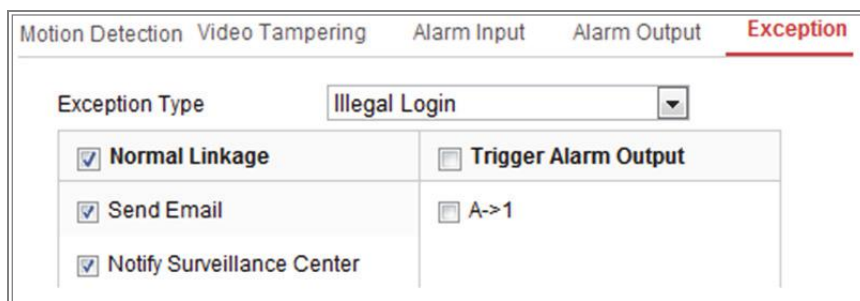 Motion Detection Video Tampering Alarm Input Alarm Output Exception
Exception Type Illegal Login
Normal Linkage Trigger Alarm Output
Send Email A->1
Notify Surveillance Center